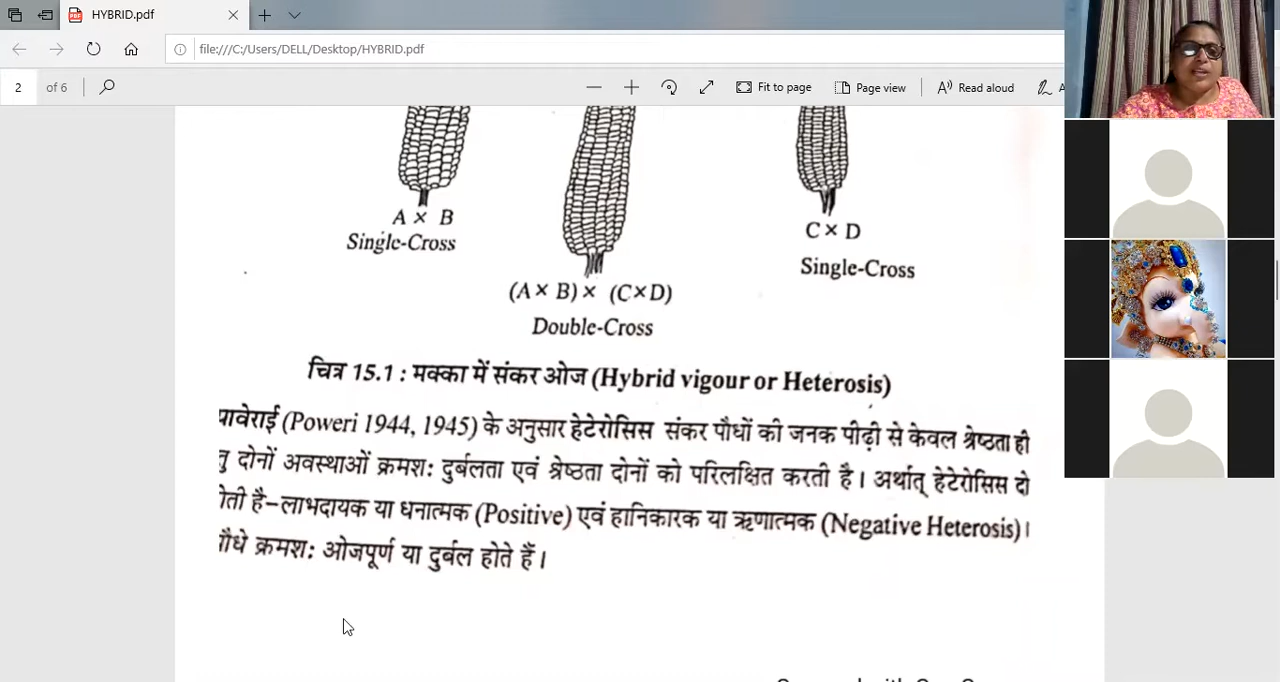 HYBRID.pdf
file:///C:/Users/DELL/Desktop/HYBRID.pdf
2 of 6
Fit to page
Page view
Read aloud
A × B
Single-Cross
C × D
Single-Cross
(A × B) × (C×D)
Double-Cross
चित्र 15.1 : मक्का में संकर ओज (Hybrid vigour or Heterosis)
पावेराई (Poweri 1944, 1945) के अनुसार हेटेरोसिस संकर पौधों की जनक पीढ़ी से केवल श्रेष्ठता ही
तु दोनों अवस्थाओं क्रमश: दुर्बलता एवं श्रेष्ठता दोनों को परिलक्षित करती है। अर्थात् हेटेरोसिस दो
होती है-लाभदायक या धनात्मक (Positive) एवं हानिकारक या ऋणात्मक (Negative Heterosis)।
पौधे क्रमश: ओजपूर्ण या दुर्बल होते हैं।